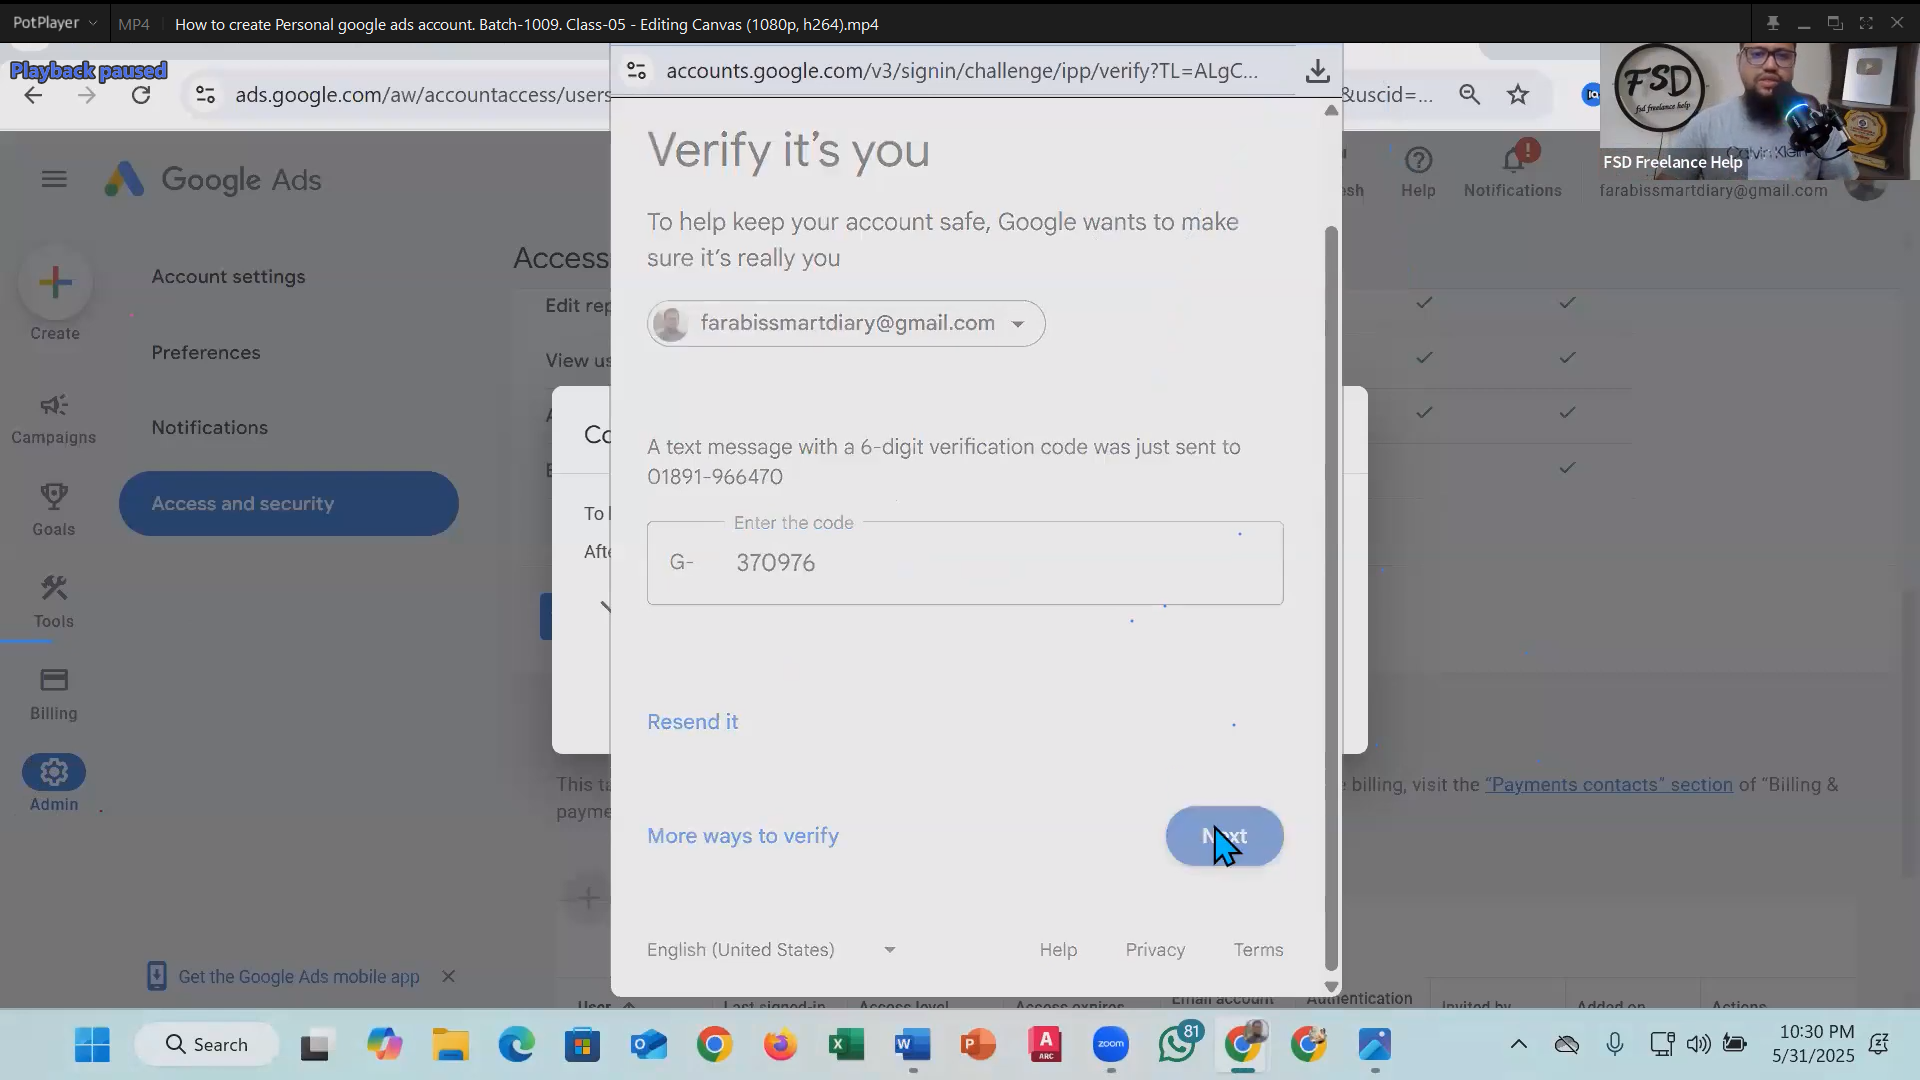 PotPlayer
MP4
How to create Personal google ads account. Batch-1009. Class-05 - Editing Canvas (1080p, h264).mp4
Playback paused
ads.google.com/aw/accountaccess/users
accounts.google.com/v3/signin/challenge/ipp/verify?TL=ALgC...
&uscid=...
FSD
fsd freelance help
Calvin Klein
FSD Freelance Help
Google Ads
Help
Notifications
farabissmartdiary@gmail.com
Create
Campaigns
Goals
Tools
Billing
Admin
Account settings
Preferences
Notifications
Access and security
Get the Google Ads mobile app
Access
Edit rep
View us
Co
To
Afte
Verify it's you
To help keep your account safe, Google wants to make
sure it's really you
farabissmartdiary@gmail.com
A text message with a 6-digit verification code was just sent to
01891-966470
Enter the code
G- 370976
Resend it
More ways to verify
Next
English (United States)
Help Privacy Terms
This ta
payme
billing, visit the "Payments contacts" section of "Billing &
User Last signed-in Access level Access expires Email account Authentication Invited by Added on Actions
Search
81
zoom
10:30 PM
5/31/2025